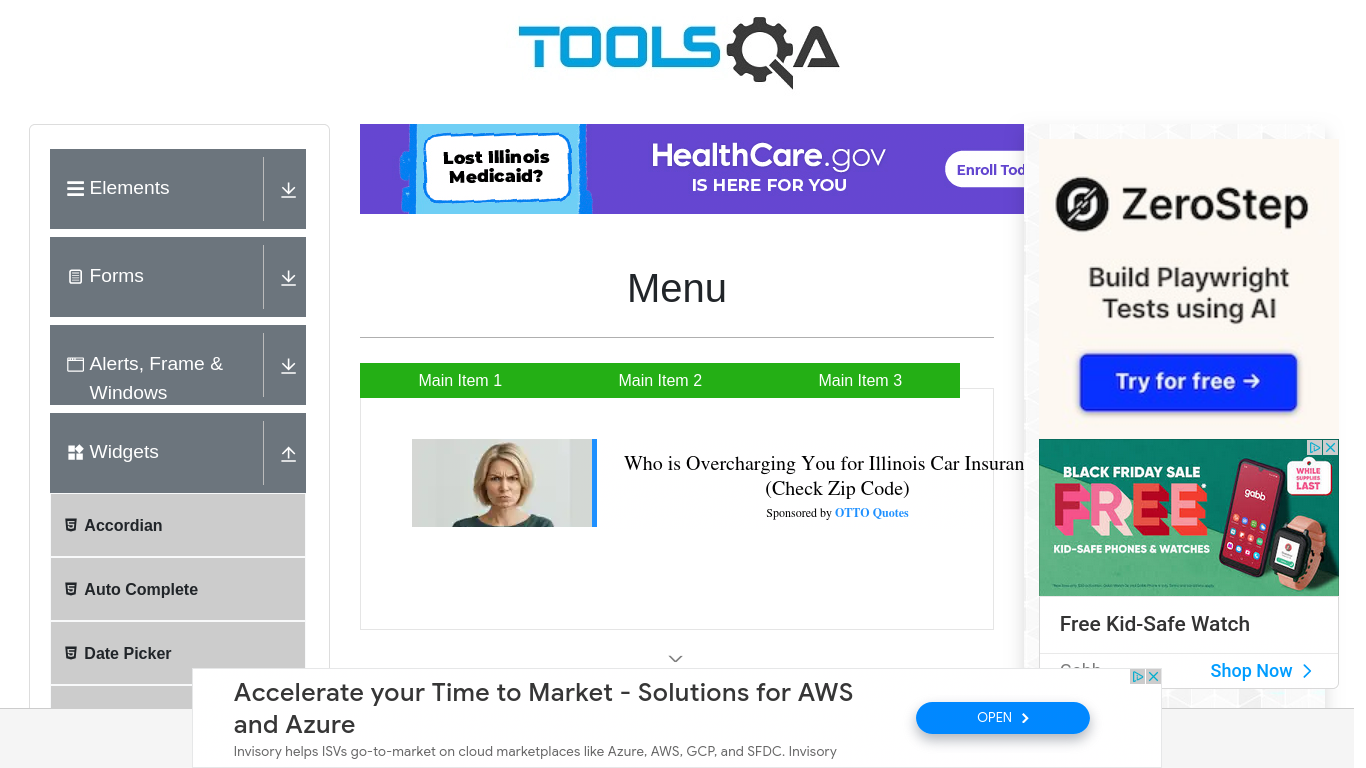 TOOLSQA
Elements
Forms
Alerts, Frame &
Windows
Widgets
Accordian
Auto Complete
Date Picker
Lost Illinois
Medicaid?
HealthCare.gov
IS HERE FOR YOU
Enroll Tod
Menu
Main Item 1
Main Item 2
Main Item 3
Who is Overcharging You for Illinois Car Insuran
(Check Zip Code)
Sponsored by OTTO Quotes
ZeroStep
Build Playwright
Tests using AI
Try for free →
BLACK FRIDAY SALE
FREE
KID-SAFE PHONES & WATCHES
gabb
WHILE
SUPPLIES
LAST
Free Kid-Safe Watch
Gabb
Shop Now
Accelerate your Time to Market - Solutions for AWS
and Azure
Invisory helps ISVs go-to-market on cloud marketplaces like Azure, AWS, GCP, and SFDC. Invisory
OPEN